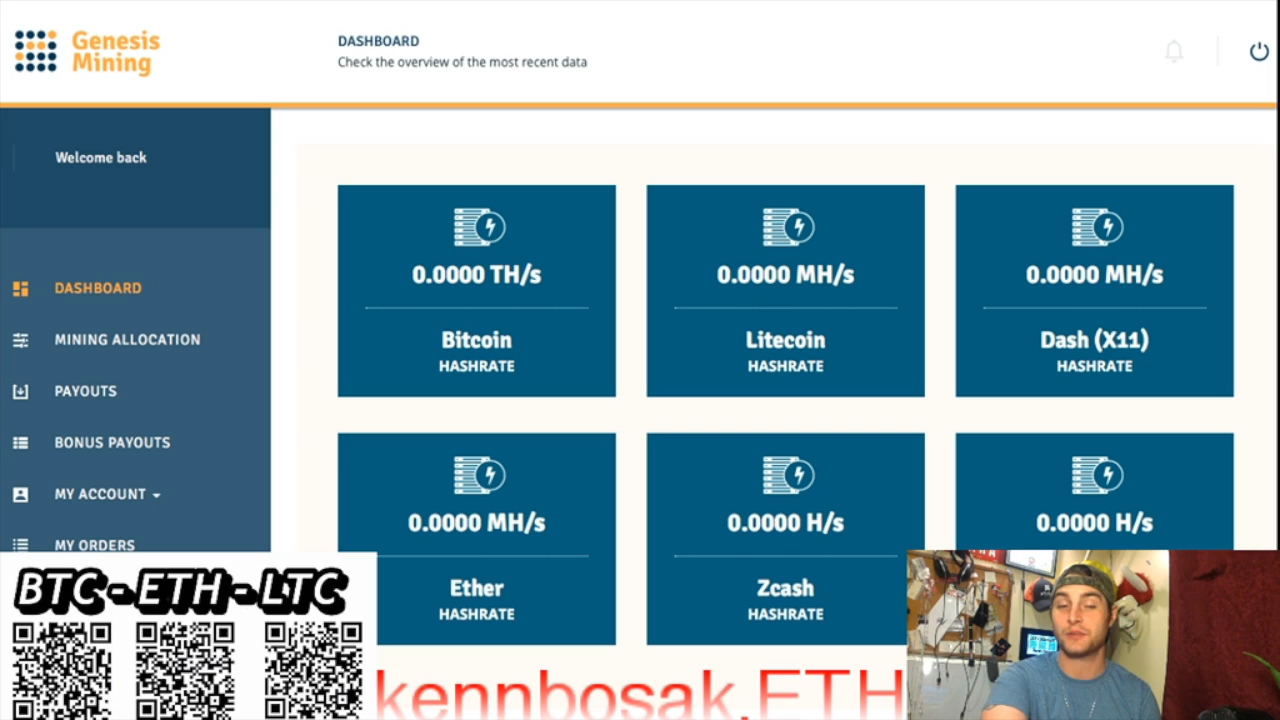 Genesis
Mining
DASHBOARD
Check the overview of the most recent data
Welcome back
DASHBOARD
MINING ALLOCATION
PAYOUTS
BONUS PAYOUTS
MY ACCOUNT
MY ORDERS
0.0000 TH/s
Bitcoin
HASHRATE
0.0000 MH/s
Litecoin
HASHRATE
0.0000 MH/s
Dash (X11)
HASHRATE
0.0000 MH/s
Ether
HASHRATE
0.0000 H/s
Zcash
HASHRATE
0.0000 H/s
BTC - ETH - LTC
kennbosak.ETH